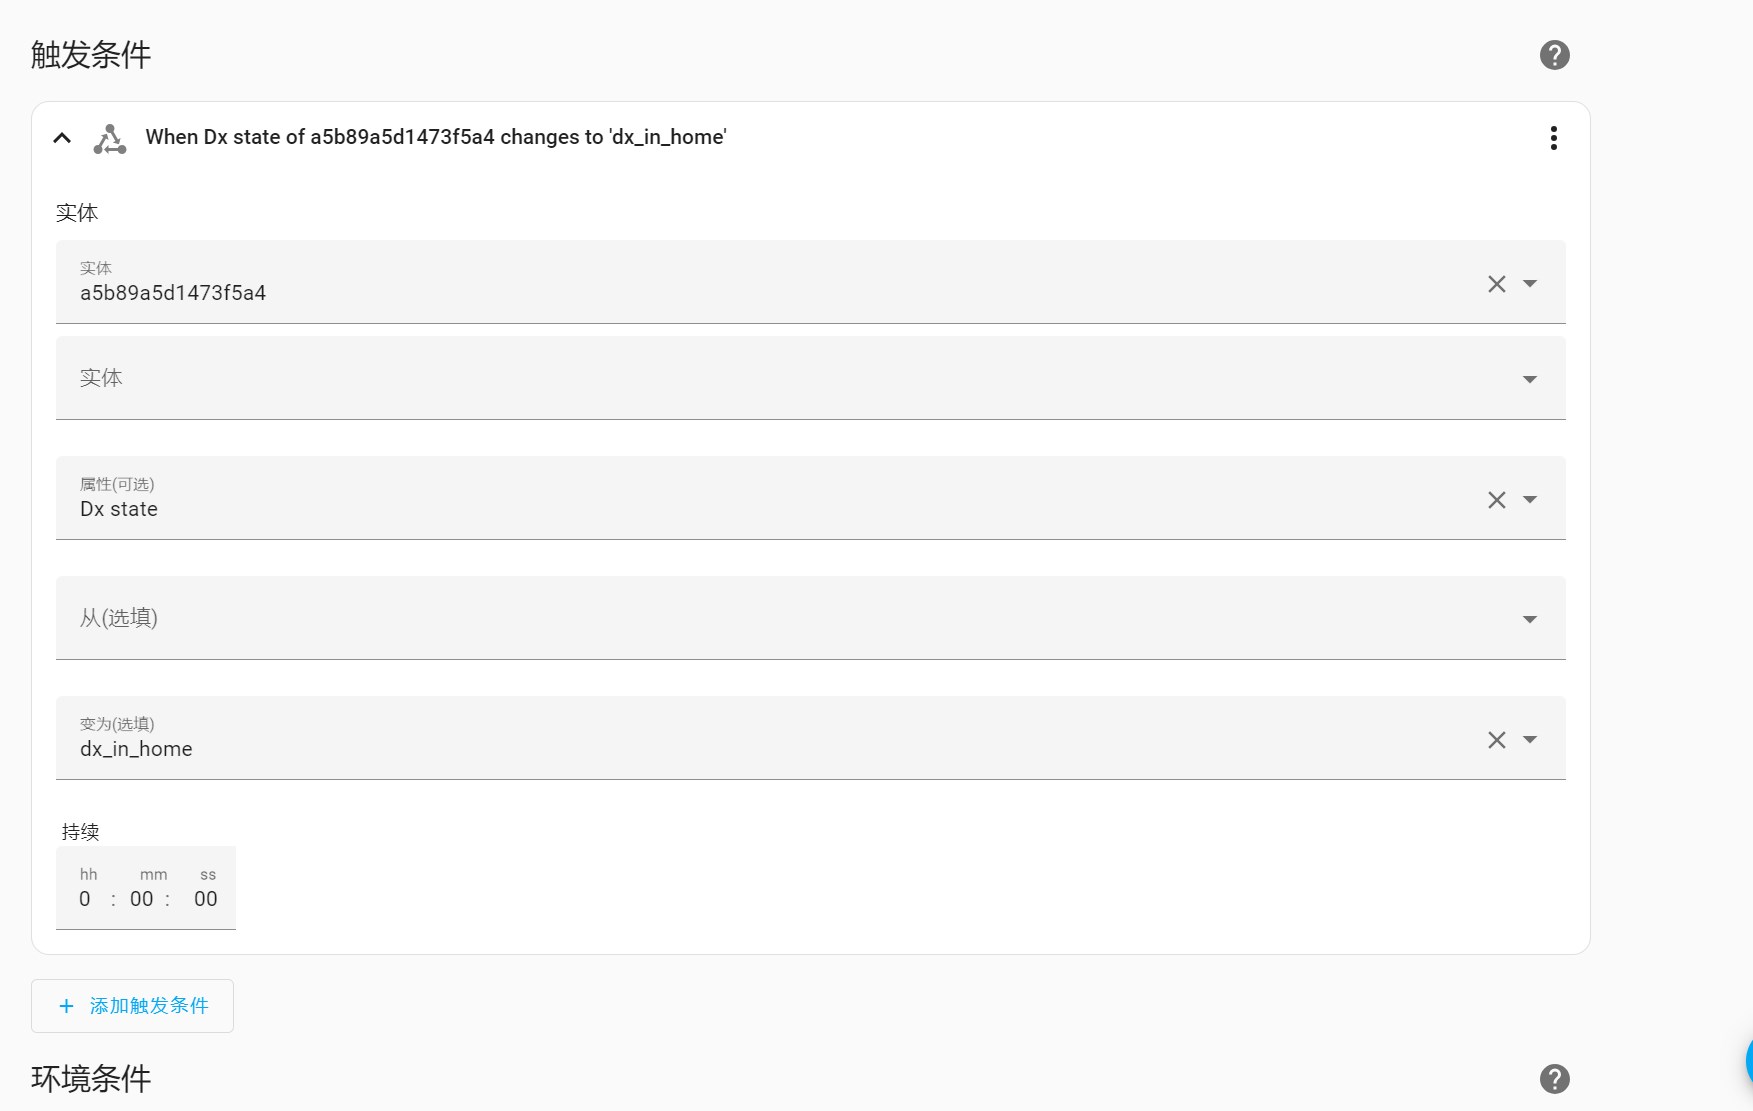 触发条件
When Dx state of a5b89a5d1473f5a4 changes to 'dx_in_home'
实体
实体
a5b89a5d1473f5a4
实体
属性(可选)
Dx state
从(选填)
变为(选填)
dx_in_home
持续
hh mm ss
0 : 00 : 00
+ 添加触发条件
环境条件